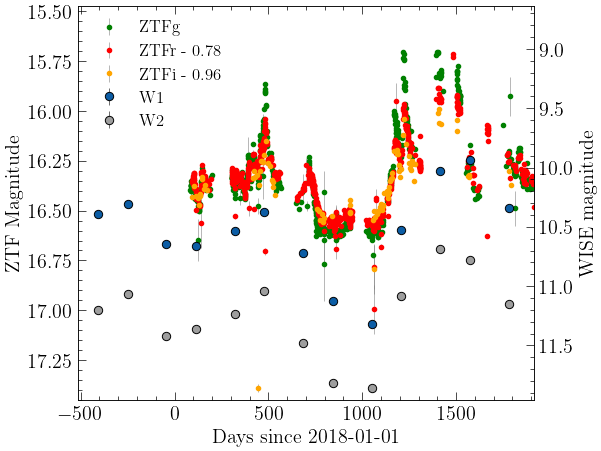 ZTFg
ZTFr - 0.78
ZTFi - 0.96
W1
W2
ZTF Magnitude
15.50
15.75
16.00
16.25
16.50
16.75
17.00
17.25
WISE magnitude
9.0
9.5
10.0
10.5
11.0
11.5
−500
0
500
1000
1500
Days since 2018-01-01